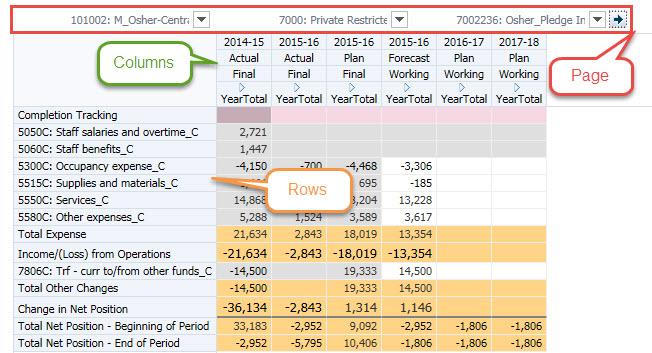 101002: M_Osher-Centra 7000: Private Restricte 7002236: Osher_Pledge In
Page
Columns
2014-15 2015-16 2015-16 2015-16 2016-17 2017-18
Actual Actual Plan Forecast Plan Plan
Final Final Final Working Working Working
YearTotal YearTotal YearTotal YearTotal YearTotal YearTotal
Completion Tracking
5050C: Staff salaries and overtime_C 2,721
5060C: Staff benefits_C 1,447
5300C: Occupancy expense_C -4,150 -700 -4,468 -3,306
5515C: Supplies and materials_C 695 -185
Rows
5550C: Services_C 14,868 13,228
5580C: Other expenses_C 5,288 1,524 3,589 3,617
Total Expense 21,634 2,843 18,019 13,354
Income/(Loss) from Operations -21,634 -2,843 -18,019 -13,354
7806C: Trf - curr to/from other funds_C -14,500 19,333 14,500
Total Other Changes -14,500 19,333 14,500
Change in Net Position -36,134 -2,843 1,314 1,146
Total Net Position - Beginning of Period 33,183 -2,952 9,092 -2,952 -1,806 -1,806
Total Net Position - End of Period -2,952 -5,795 10,406 -1,806 -1,806 -1,806